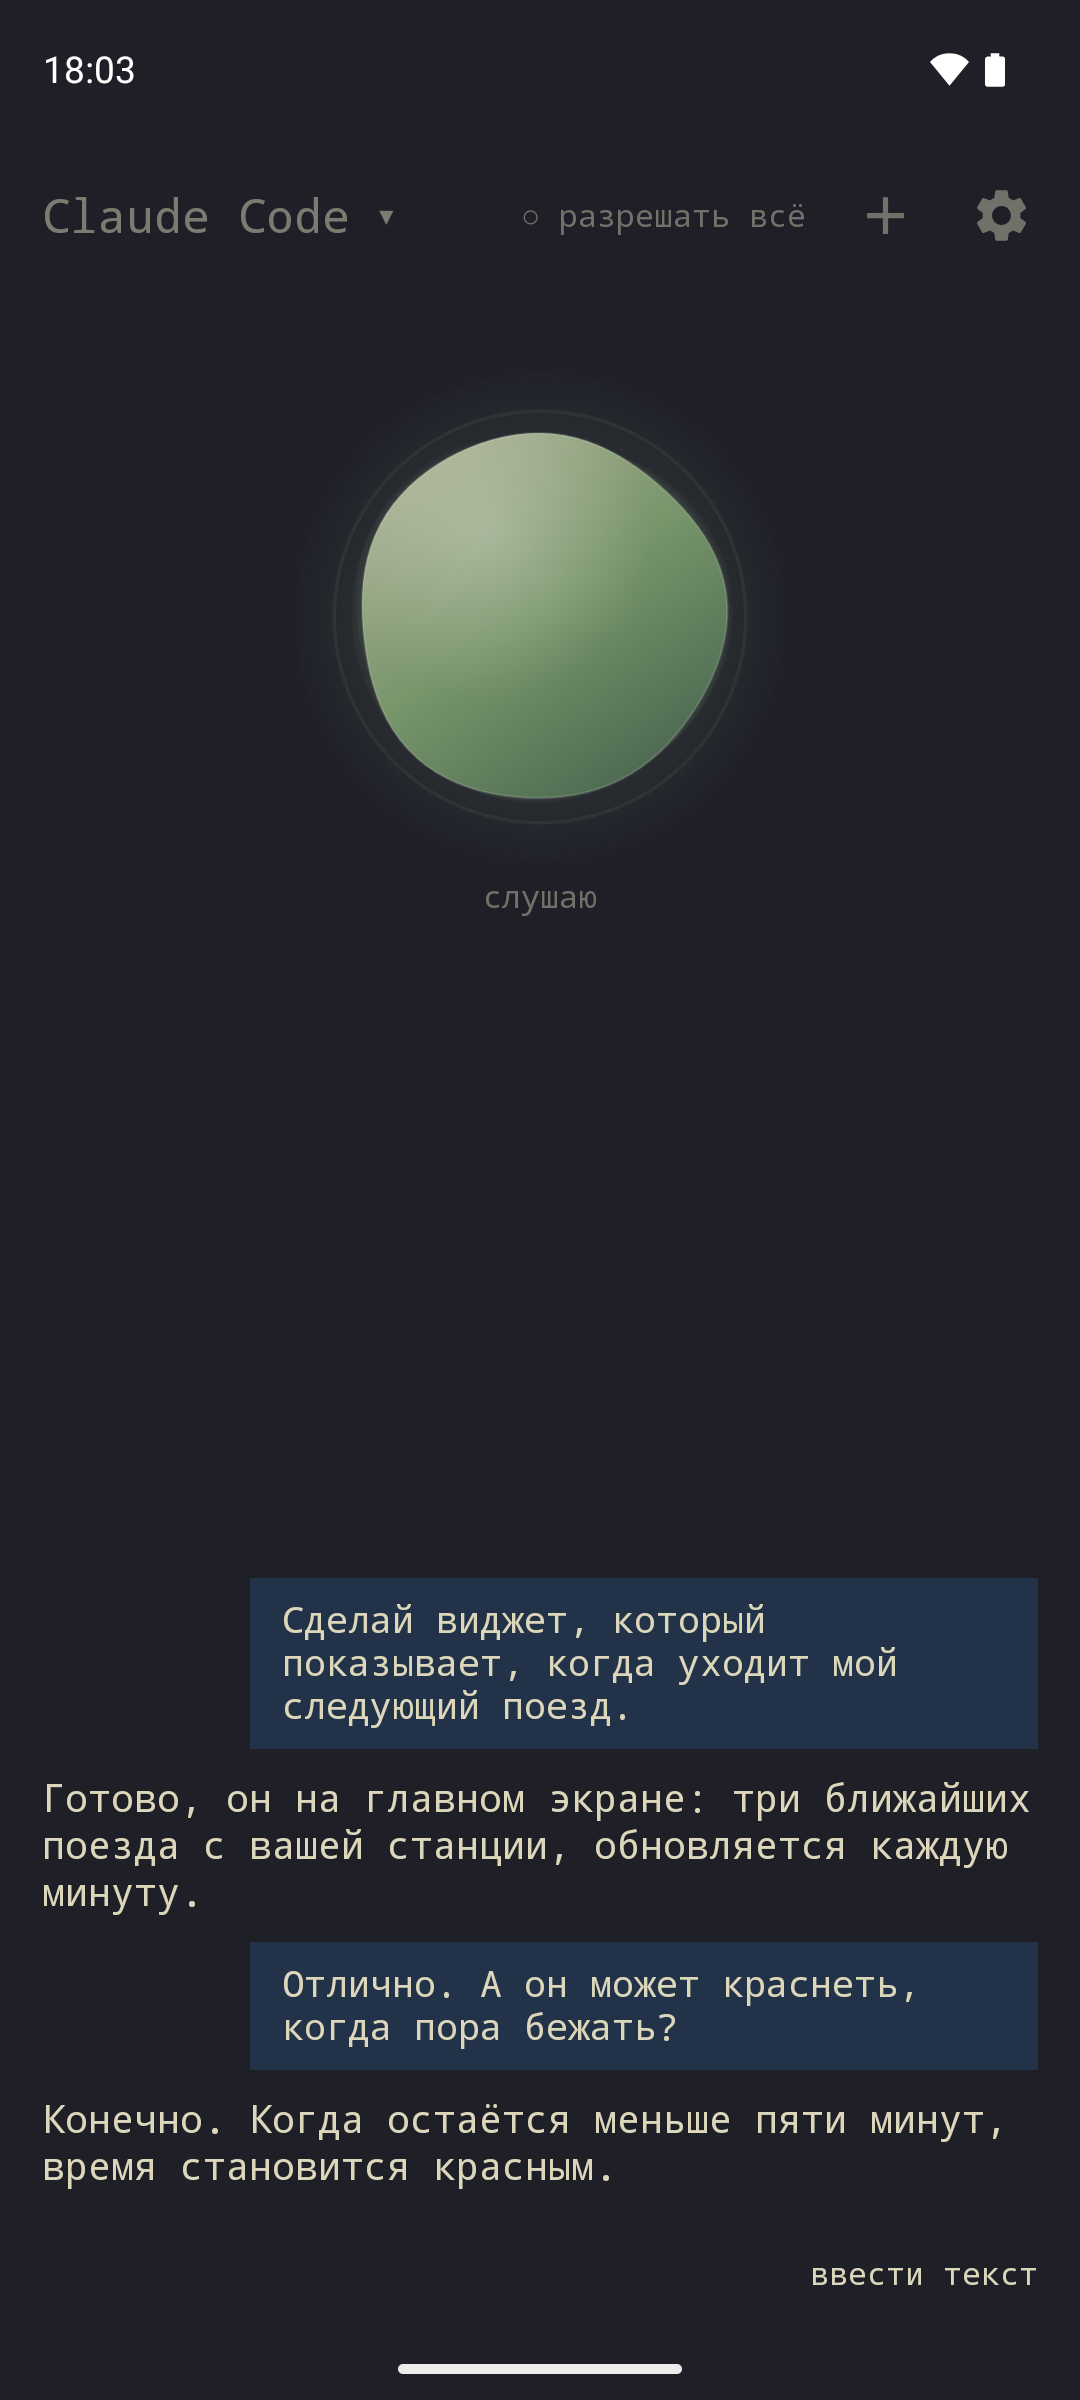 18:03
Claude Code ▾
○ разрешать всё
слушаю
Сделай виджет, который
показывает, когда уходит мой
следующий поезд.
Готово, он на главном экране: три ближайших
поезда с вашей станции, обновляется каждую
минуту.
Отлично. А он может краснеть,
когда пора бежать?
Конечно. Когда остаётся меньше пяти минут,
время становится красным.
ввести текст